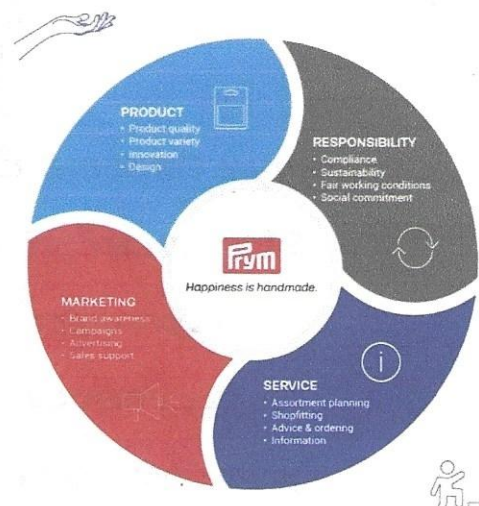 PRODUCT
• Product quality
• Product variety
• Innovation
• Design
RESPONSIBILITY
• Compliance
• Sustainability
• Fair working conditions
• Social commitment
Prym
Happiness is handmade.
MARKETING
• Brand awareness
• Campaigns
• Advertising
• Sales support
i
SERVICE
• Assortment planning
• Shopfitting
• Advice & ordering
• Information